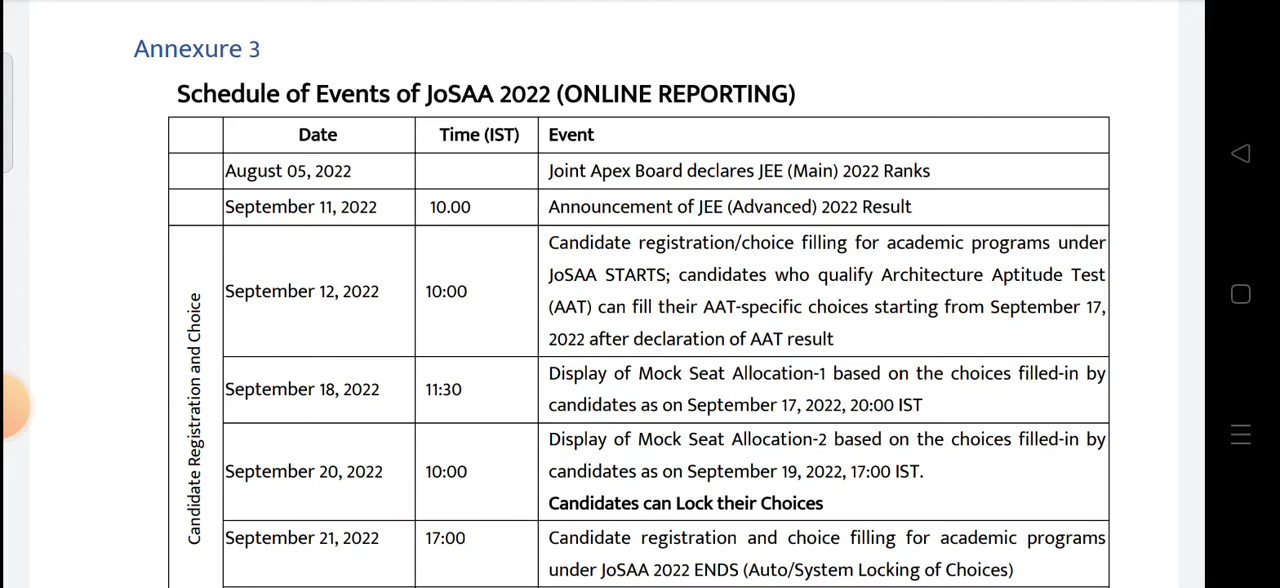 Annexure 3
Schedule of Events of JoSAA 2022 (ONLINE REPORTING)
Date Time (IST) Event
August 05, 2022 Joint Apex Board declares JEE (Main) 2022 Ranks
September 11, 2022 10.00 Announcement of JEE (Advanced) 2022 Result
Candidate Registration and Choice
September 12, 2022 10:00 Candidate registration/choice filling for academic programs under
JoSAA STARTS; candidates who qualify Architecture Aptitude Test
(AAT) can fill their AAT-specific choices starting from September 17,
2022 after declaration of AAT result
September 18, 2022 11:30 Display of Mock Seat Allocation-1 based on the choices filled-in by
candidates as on September 17, 2022, 20:00 IST
September 20, 2022 10:00 Display of Mock Seat Allocation-2 based on the choices filled-in by
candidates as on September 19, 2022, 17:00 IST.
Candidates can Lock their Choices
September 21, 2022 17:00 Candidate registration and choice filling for academic programs
under JoSAA 2022 ENDS (Auto/System Locking of Choices)